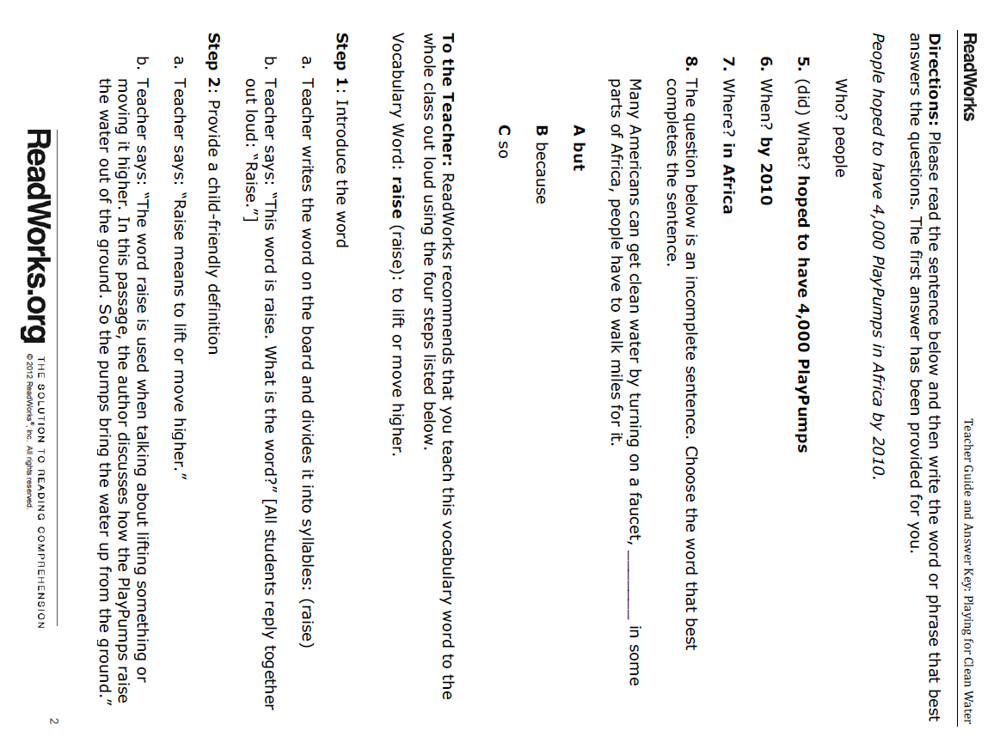 ReadWorks
Teacher Guide and Answer Key: Playing for Clean Water
Directions: Please read the sentence below and then write the word or phrase that best
answers the questions. The first answer has been provided for you.
People hoped to have 4,000 PlayPumps in Africa by 2010.
Who? people
5. (did) What? hoped to have 4,000 PlayPumps
6. When? by 2010
7. Where? in Africa
8. The question below is an incomplete sentence. Choose the word that best
completes the sentence.
Many Americans can get clean water by turning on a faucet, _______ in some
parts of Africa, people have to walk miles for it.
A but
B because
C so
To the Teacher: ReadWorks recommends that you teach this vocabulary word to the
whole class out loud using the four steps listed below.
Vocabulary Word: raise (raise): to lift or move higher.
Step 1: Introduce the word
a. Teacher writes the word on the board and divides it into syllables: (raise)
b. Teacher says: “This word is raise. What is the word?” [All students reply together
out loud: “Raise.”]
Step 2: Provide a child-friendly definition
a. Teacher says: “Raise means to lift or move higher.”
b. Teacher says: “The word raise is used when talking about lifting something or
moving it higher. In this passage, the author discusses how the PlayPumps raise
the water out of the ground. So the pumps bring the water up from the ground.”
ReadWorks.org
THE SOLUTION TO READING COMPREHENSION
©2012 ReadWorks®, Inc. All rights reserved.
2